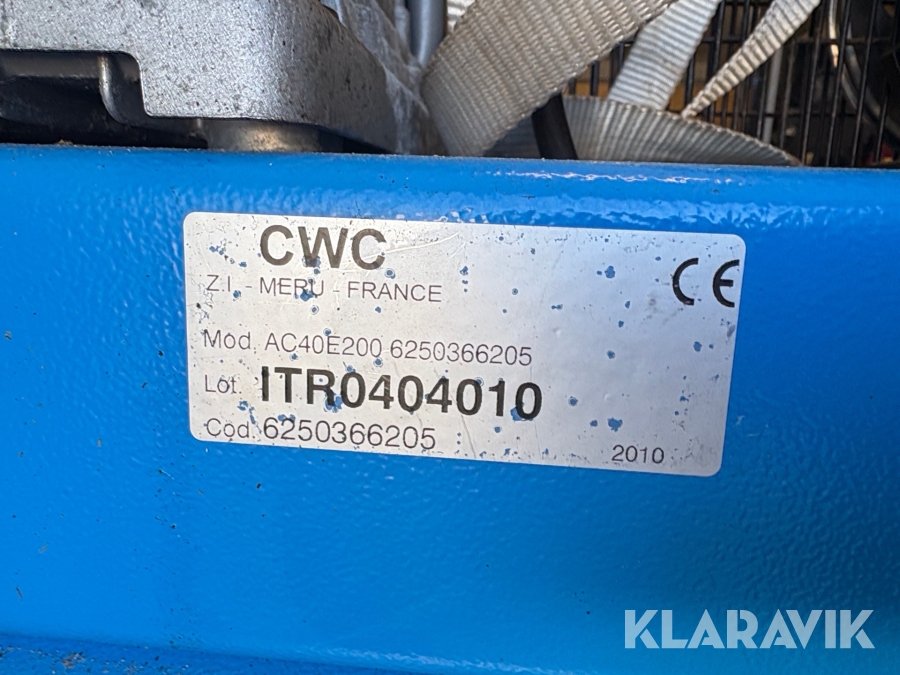 CWC
Z.I. - MERU - FRANCE
CE
Mod. AC40E200 6250366205
Lot. ITR0404010
Cod. 6250366205
2010
KLARAVIK